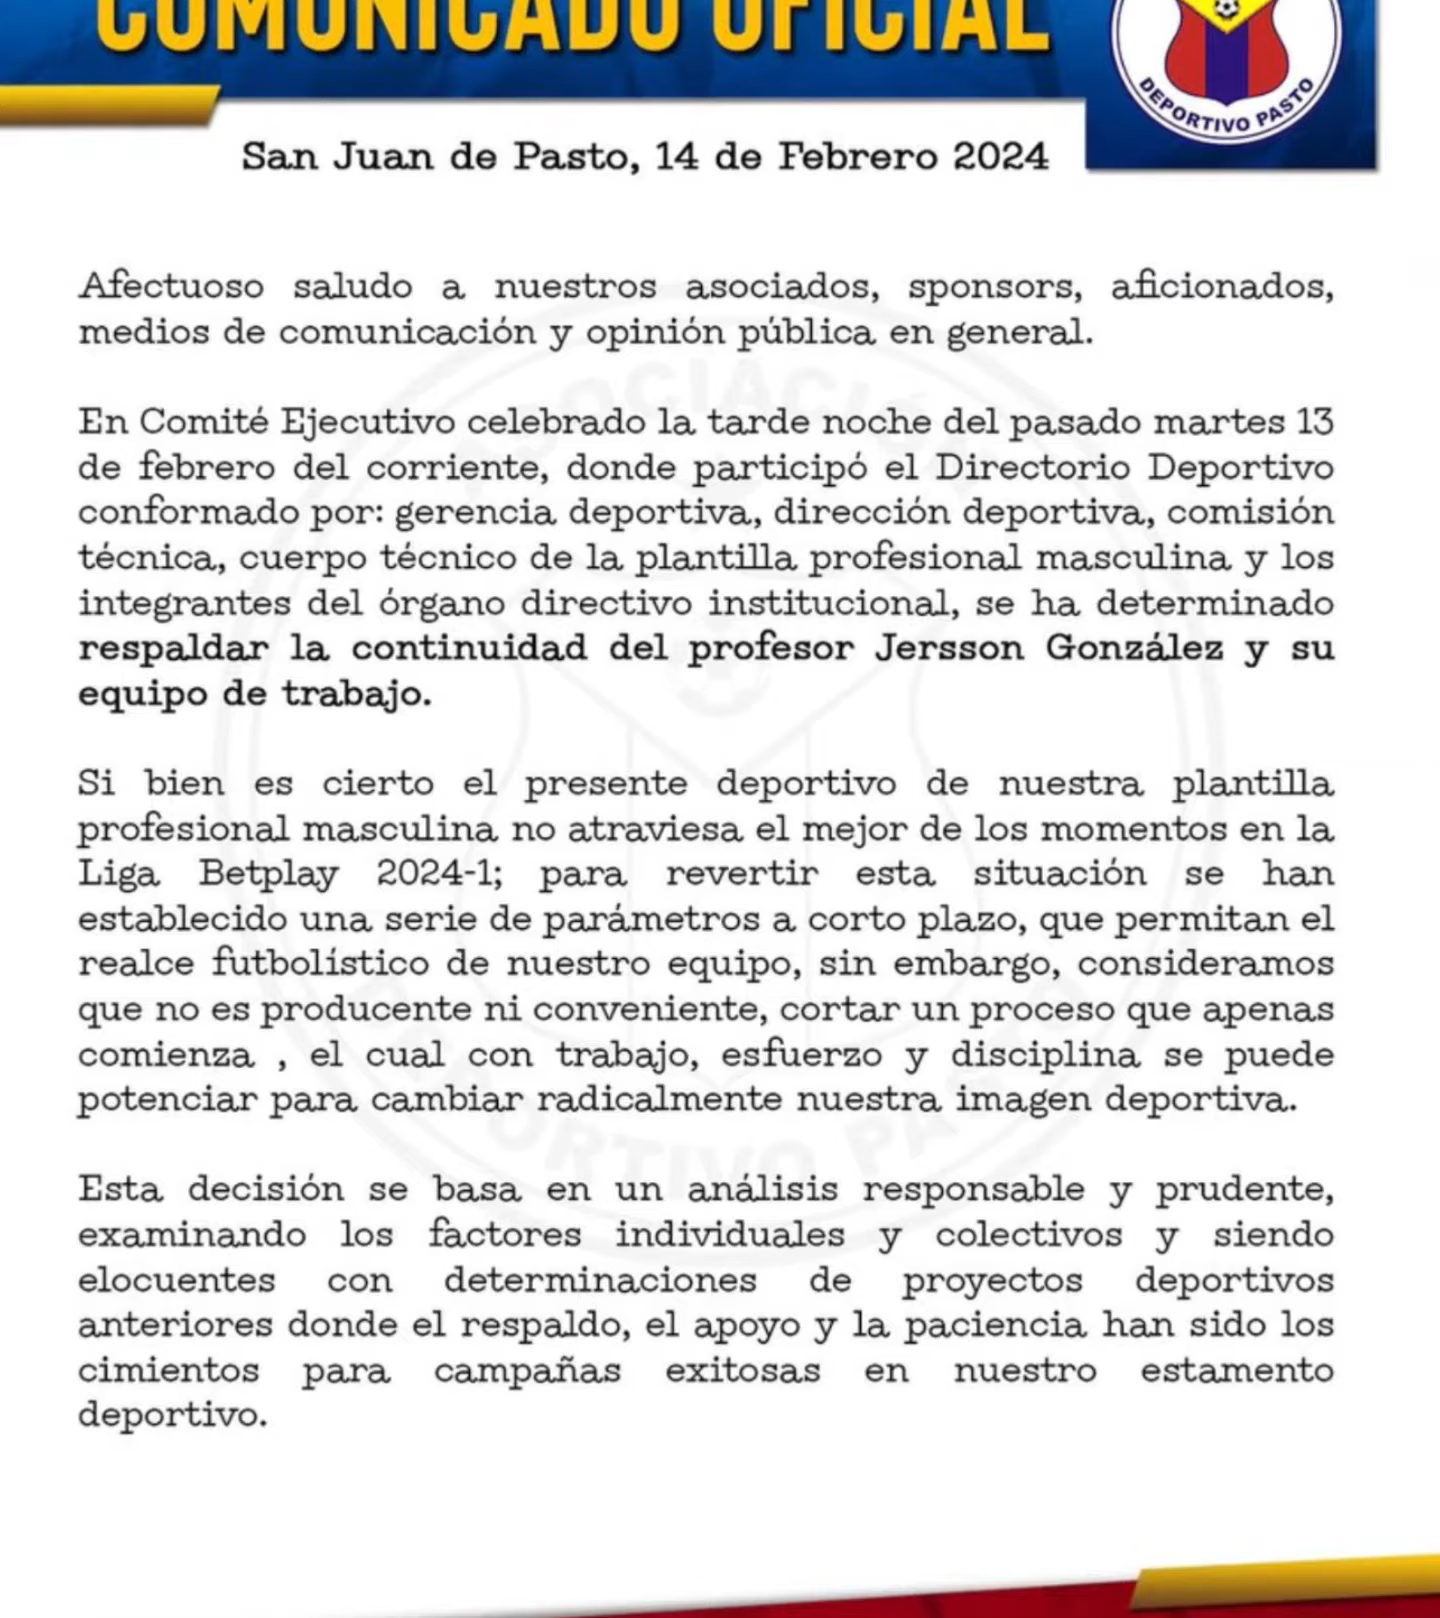 COMUNICADO OFICIAL
DEPORTIVO PASTO
San Juan de Pasto, 14 de Febrero 2024
Afectuoso saludo a nuestros asociados, sponsors, aficionados,
medios de comunicación y opinión pública en general.
En Comité Ejecutivo celebrado la tarde noche del pasado martes 13
de febrero del corriente, donde participó el Directorio Deportivo
conformado por: gerencia deportiva, dirección deportiva, comisión
técnica, cuerpo técnico de la plantilla profesional masculina y los
integrantes del órgano directivo institucional, se ha determinado
respaldar la continuidad del profesor Jersson González y su
equipo de trabajo.
Si bien es cierto el presente deportivo de nuestra plantilla
profesional masculina no atraviesa el mejor de los momentos en la
Liga Betplay 2024-1; para revertir esta situación se han
establecido una serie de parámetros a corto plazo, que permitan el
realce futbolístico de nuestro equipo, sin embargo, consideramos
que no es producente ni conveniente, cortar un proceso que apenas
comienza , el cual con trabajo, esfuerzo y disciplina se puede
potenciar para cambiar radicalmente nuestra imagen deportiva.
Esta decisión se basa en un análisis responsable y prudente,
examinando los factores individuales y colectivos y siendo
elocuentes con determinaciones de proyectos deportivos
anteriores donde el respaldo, el apoyo y la paciencia han sido los
cimientos para campañas exitosas en nuestro estamento
deportivo.
ASOCIACIÓN
DEPORTIVO PASTO